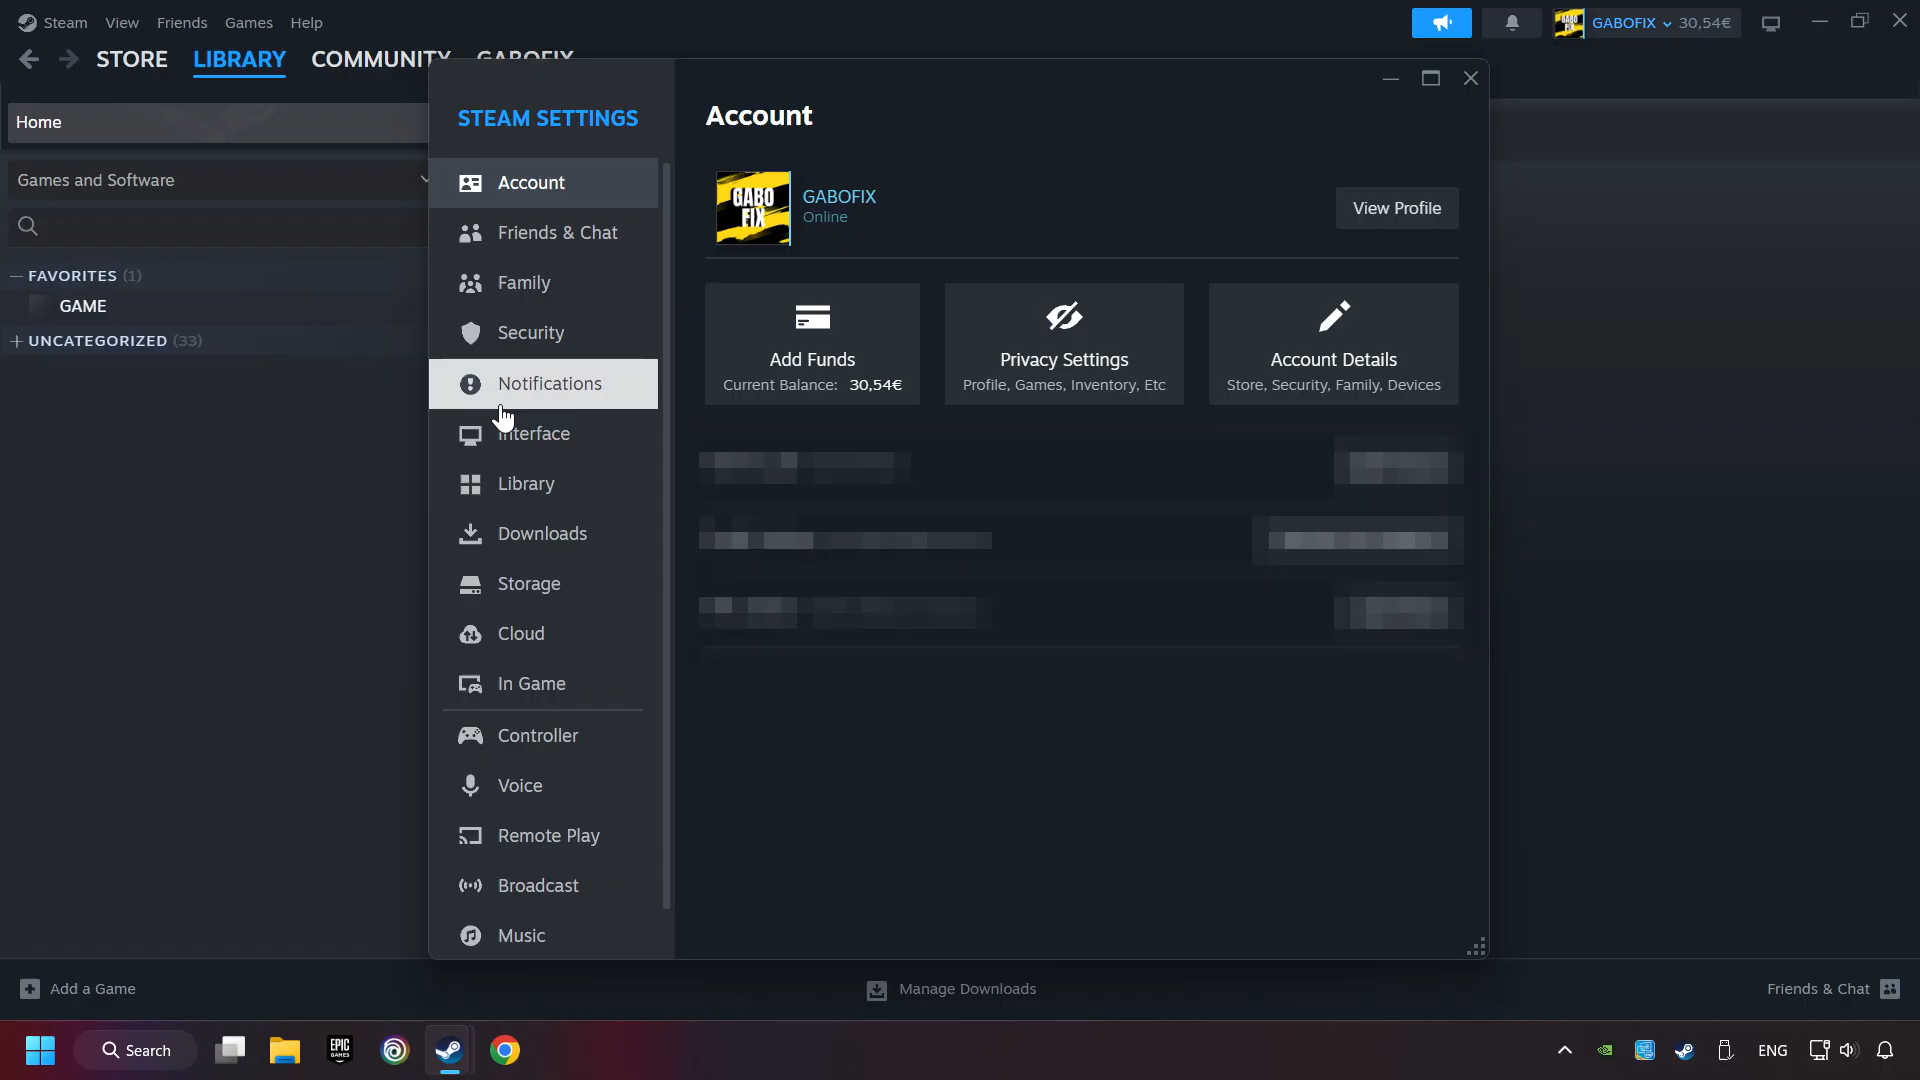 Steam View Friends Games Help
GABOFIX 30,54€
STORE LIBRARY COMMUNITY GABOFIX
Home
Games and Software
FAVORITES (1)
GAME
UNCATEGORIZED (33)
STEAM SETTINGS
Account
Friends & Chat
Family
Security
Notifications
Interface
Library
Downloads
Storage
Cloud
In Game
Controller
Voice
Remote Play
Broadcast
Music
Account
GABO
FIX
GABOFIX
Online
View Profile
Add Funds
Current Balance: 30,54€
Privacy Settings
Profile, Games, Inventory, Etc
Account Details
Store, Security, Family, Devices
Add a Game
Manage Downloads
Friends & Chat
Search
EPIC
GAMES
ENG